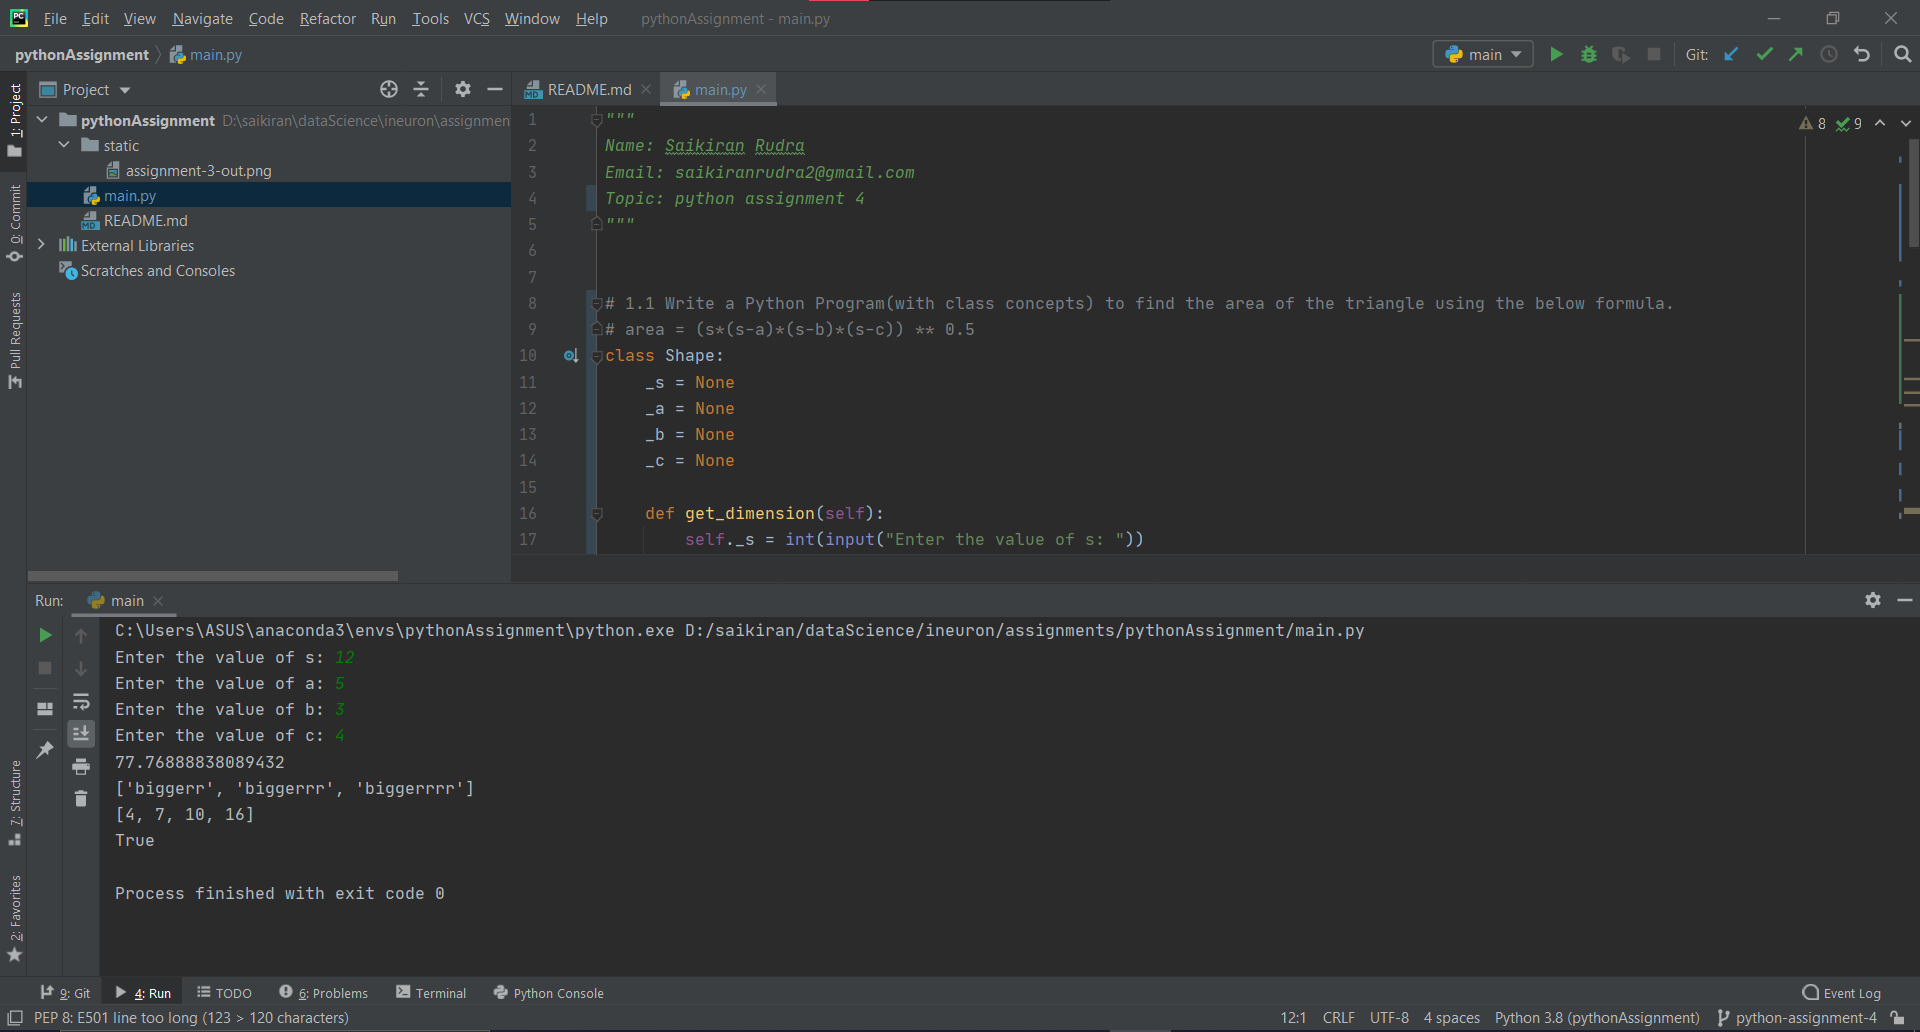 File Edit View Navigate Code Refactor Run Tools VCS Window Help pythonAssignment - main.py
pythonAssignment main.py
main Git:
1: Project
0: Commit
Pull Requests
7: Structure
2: Favorites
Project
pythonAssignment D:\saikiran\dataScience\ineuron\assignmen
static
assignment-3-out.png
main.py
README.md
External Libraries
Scratches and Consoles
README.md main.py
8 9
1 """
2 Name: Saikiran Rudra
3 Email: saikiranrudra2@gmail.com
4 Topic: python assignment 4
5 """
6
7
8 # 1.1 Write a Python Program(with class concepts) to find the area of the triangle using the below formula.
9 # area = (s*(s-a)*(s-b)*(s-c)) ** 0.5
10 class Shape:
11 _s = None
12 _a = None
13 _b = None
14 _c = None
15
16 def get_dimension(self):
17 self._s = int(input("Enter the value of s: "))
Run: main
C:\Users\ASUS\anaconda3\envs\pythonAssignment\python.exe D:/saikiran/dataScience/ineuron/assignments/pythonAssignment/main.py
Enter the value of s: 12
Enter the value of a: 5
Enter the value of b: 3
Enter the value of c: 4
77.76888838089432
['biggerr', 'biggerrr', 'biggerrrr']
[4, 7, 10, 16]
True
Process finished with exit code 0
9: Git 4: Run TODO 6: Problems Terminal Python Console Event Log
PEP 8: E501 line too long (123 > 120 characters) 12:1 CRLF UTF-8 4 spaces Python 3.8 (pythonAssignment) python-assignment-4